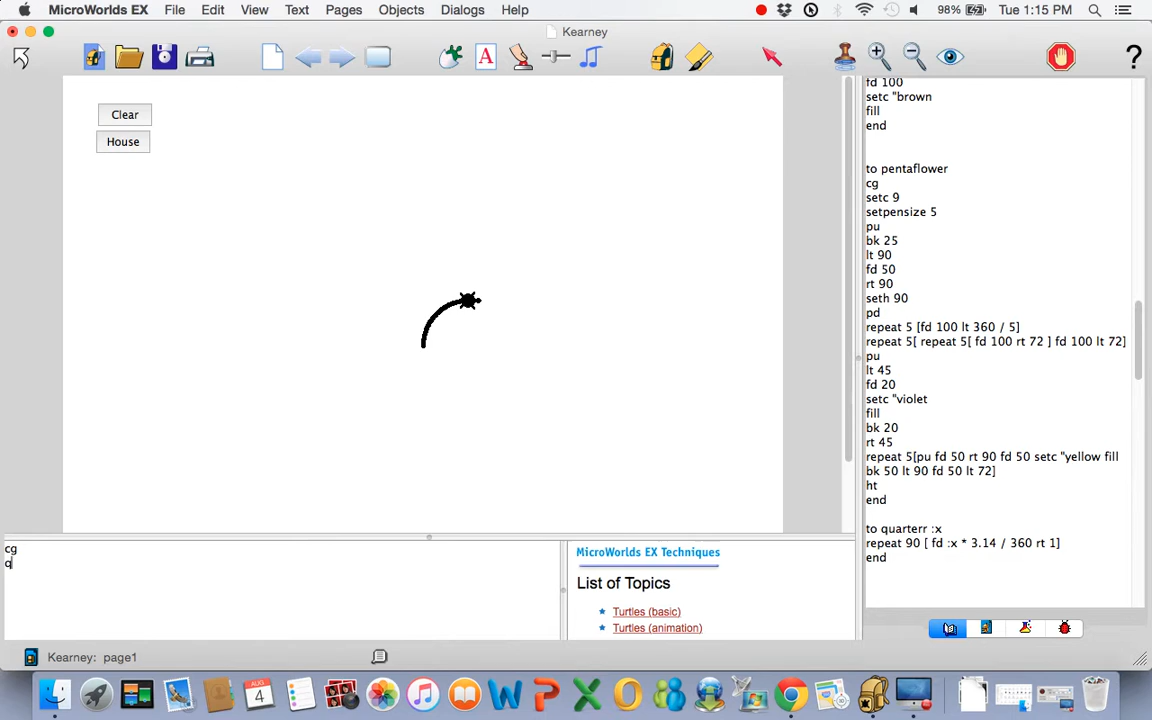 MicroWorlds EX File Edit View Text Pages Objects Dialogs Help 98% Tue 1:15 PM
Kearney
A
?
Clear
House
fd 100
setc "brown
fill
end
to pentaflower
cg
setc 9
setpensize 5
pu
bk 25
lt 90
fd 50
rt 90
seth 90
pd
repeat 5 [fd 100 lt 360 / 5]
repeat 5[ repeat 5[ fd 100 rt 72 ] fd 100 lt 72]
pu
lt 45
fd 20
setc "violet
fill
bk 20
rt 45
repeat 5[pu fd 50 rt 90 fd 50 setc "yellow fill
bk 50 lt 90 fd 50 lt 72]
ht
end
to quarterr :x
repeat 90 [ fd :x * 3.14 / 360 rt 1]
end
cg
q
MicroWorlds EX Techniques
List of Topics
Turtles (basic)
Turtles (animation)
Kearney: page1
AUG
4
W
P
X
O